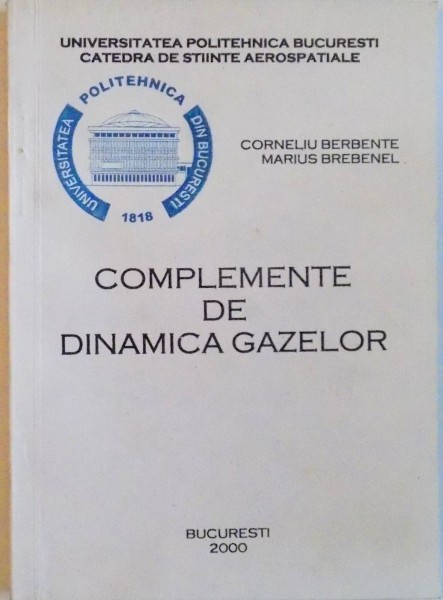 UNIVERSITATEA POLITEHNICA BUCURESTI
CATEDRA DE STIINTE AEROSPATIALE
UNIVERSITATEA
POLITEHNICA
DIN BUCURESTI
1818
CORNELIU BERBENTE
MARIUS BREBENEL
COMPLEMENTE
DE
DINAMICA GAZELOR
BUCURESTI
2000